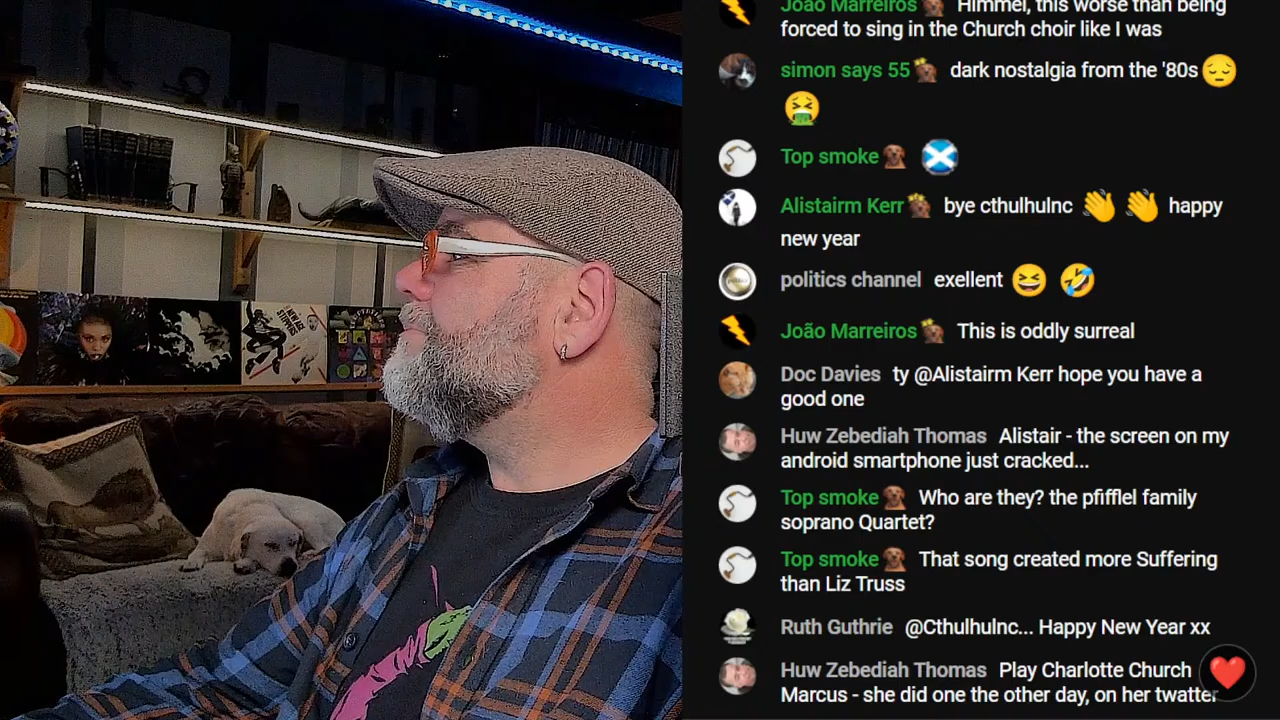 João Marreiros Himmel, this worse than being
forced to sing in the Church choir like I was
simon says 55 dark nostalgia from the '80s
Top smoke
Alistairm Kerr bye cthulhulnc happy
new year
politics channel exellent
João Marreiros This is oddly surreal
Doc Davies ty @Alistairm Kerr hope you have a
good one
Huw Zebediah Thomas Alistair - the screen on my
android smartphone just cracked...
Top smoke Who are they? the pfifflel family
soprano Quartet?
Top smoke That song created more Suffering
than Liz Truss
Ruth Guthrie @Cthulhulnc... Happy New Year xx
Huw Zebediah Thomas Play Charlotte Church
Marcus - she did one the other day, on her twatter